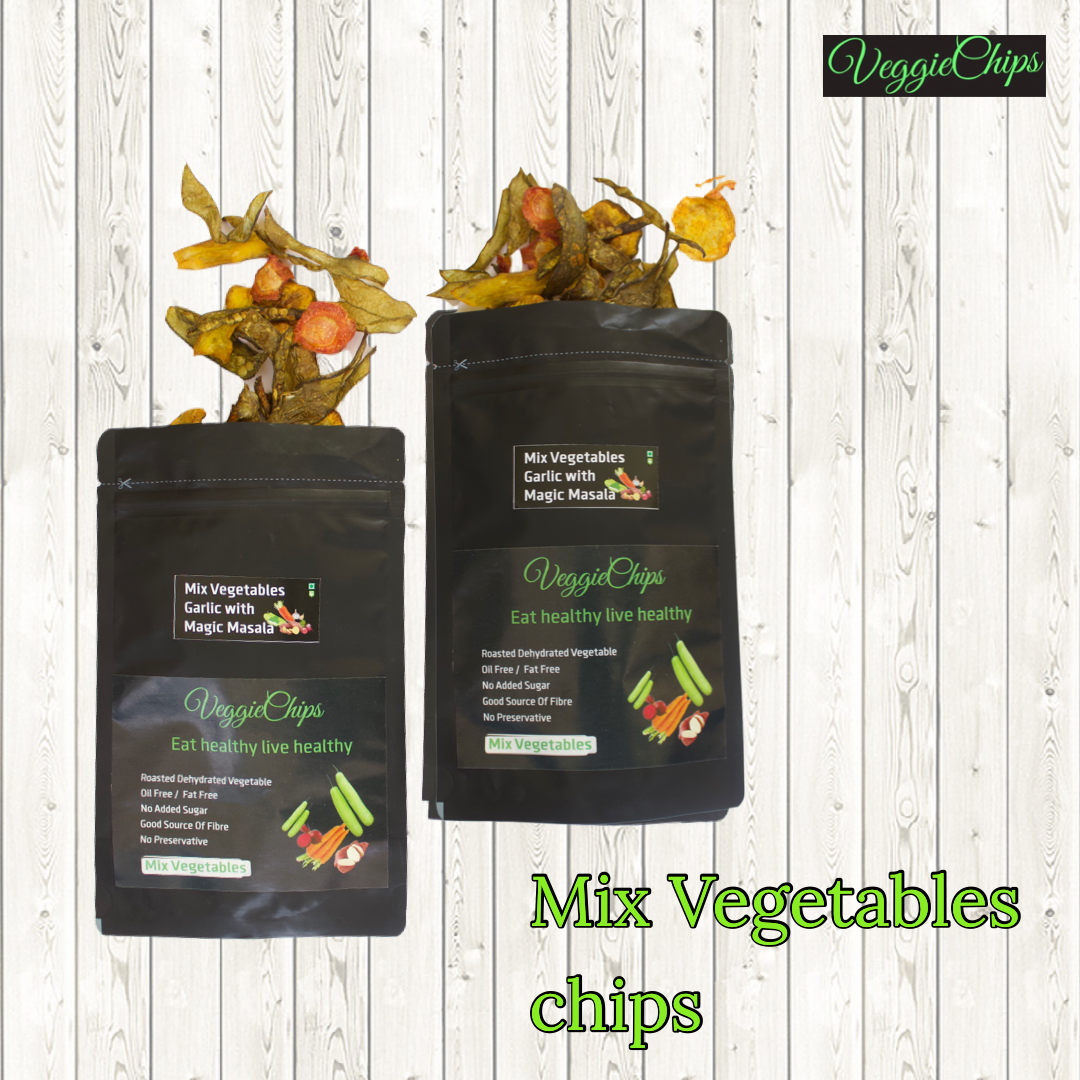 VeggieChips
Mix Vegetables
Garlic with
Magic Masala
VeggieChips
Eat healthy live healthy
Roasted Dehydrated Vegetable
Oil Free / Fat Free
No Added Sugar
Good Source Of Fibre
No Preservative
Mix Vegetables
Mix Vegetables
Garlic with
Magic Masala
VeggieChips
Eat healthy live healthy
Roasted Dehydrated Vegetable
Oil Free / Fat Free
No Added Sugar
Good Source Of Fibre
No Preservative
Mix Vegetables
Mix Vegetables
chips